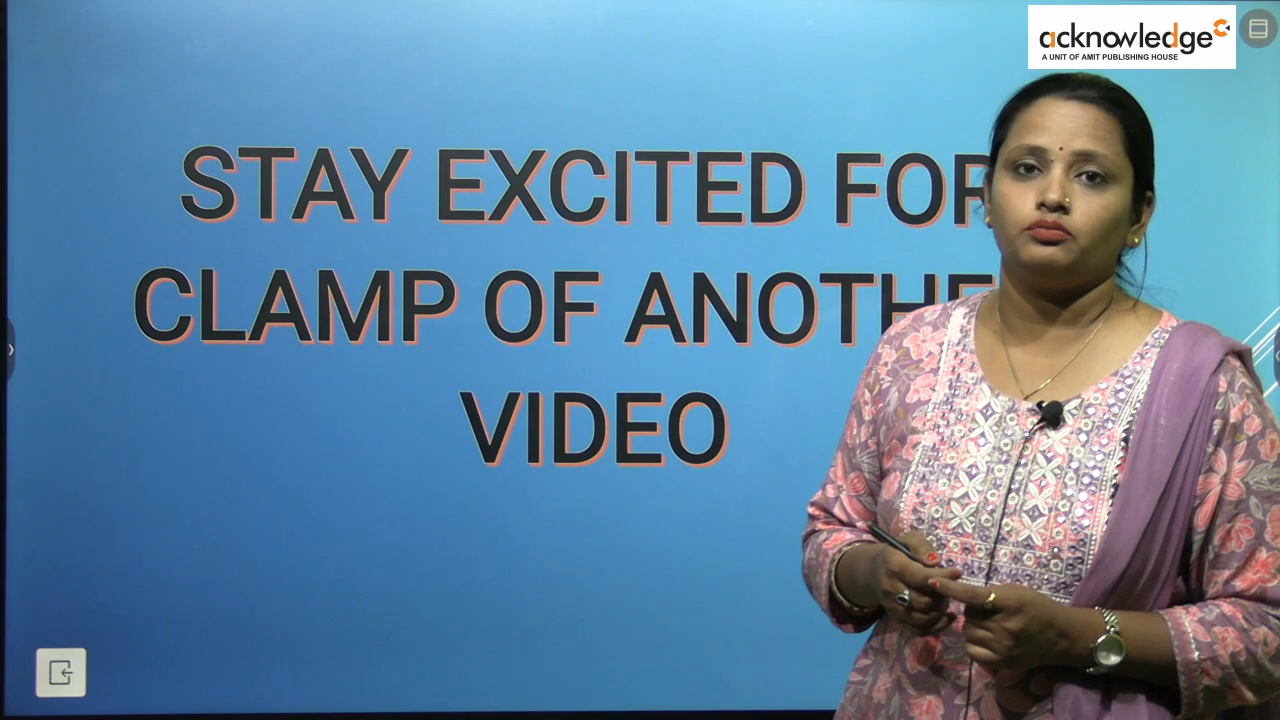 acknowledge
A UNIT OF AMIT PUBLISHING HOUSE
STAY EXCITED FOR
CLAMP OF ANOTHE
VIDEO